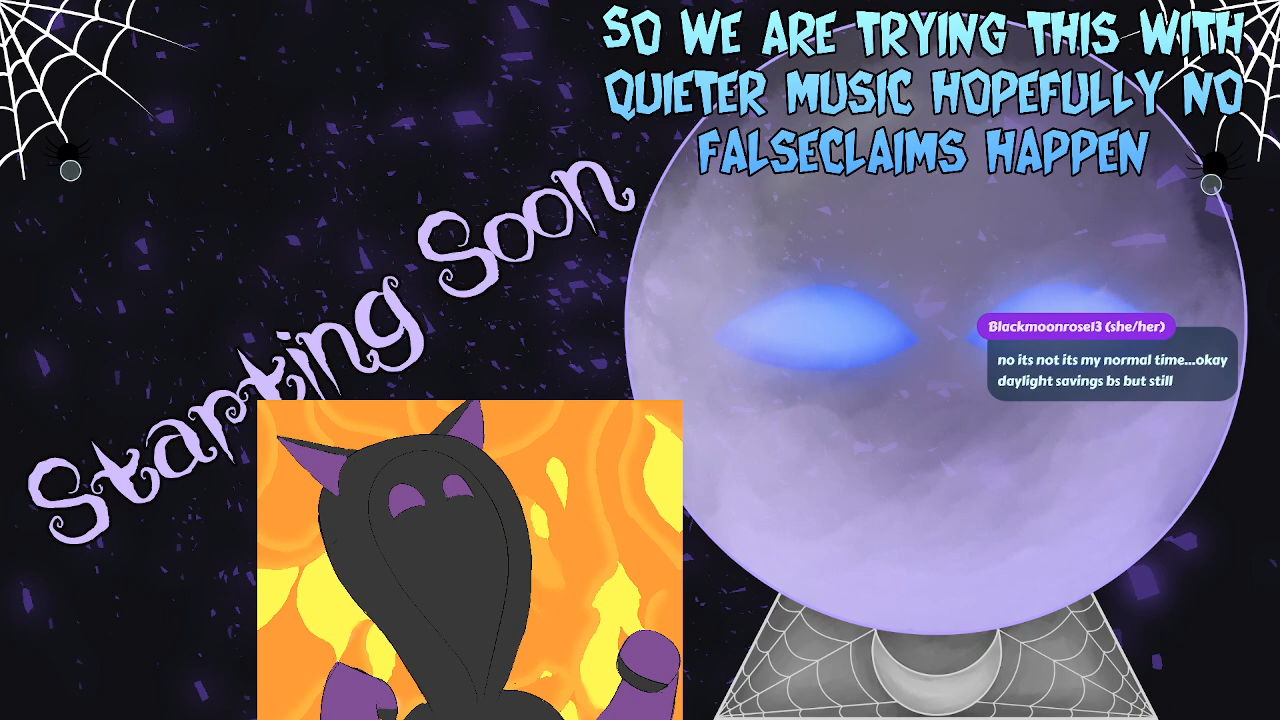 SO WE ARE TRYING THIS WITH
QUIETER MUSIC HOPEFULLY NO
FALSECLAIMS HAPPEN
Starting Soon
Blackmoonrose13 (she/her)
no its not its my normal time...okay
daylight savings bs but still